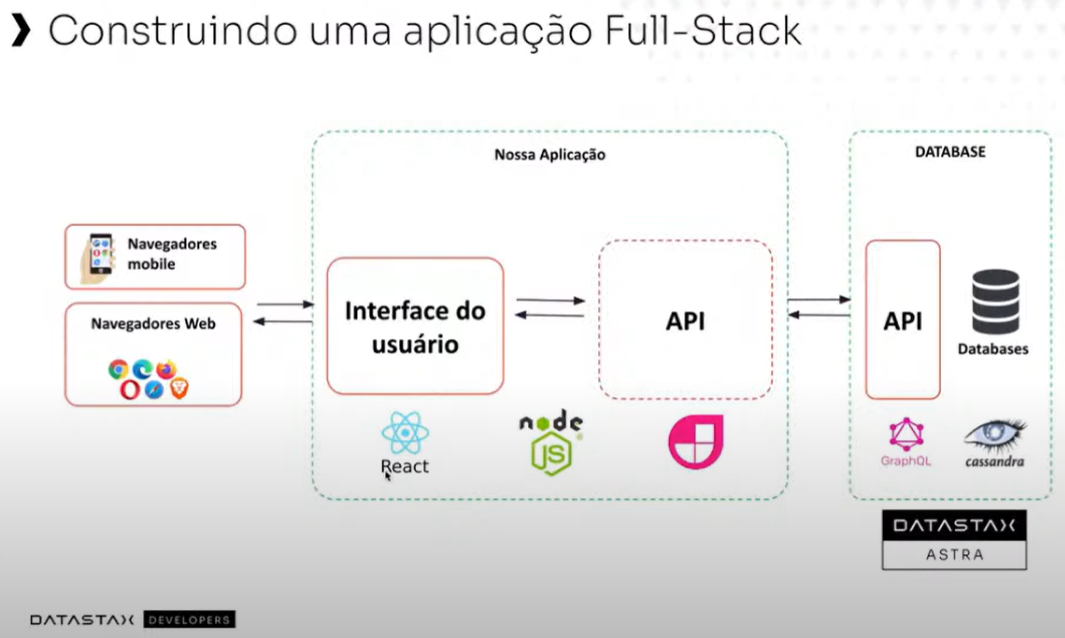 Construindo uma aplicação Full-Stack
Nossa Aplicação
DATABASE
Navegadores
mobile
Navegadores Web
Interface do
usuário
API
API
Databases
React
node
JS
GraphQL
cassandra
DATASTAX
ASTRA
DATASTAX DEVELOPERS